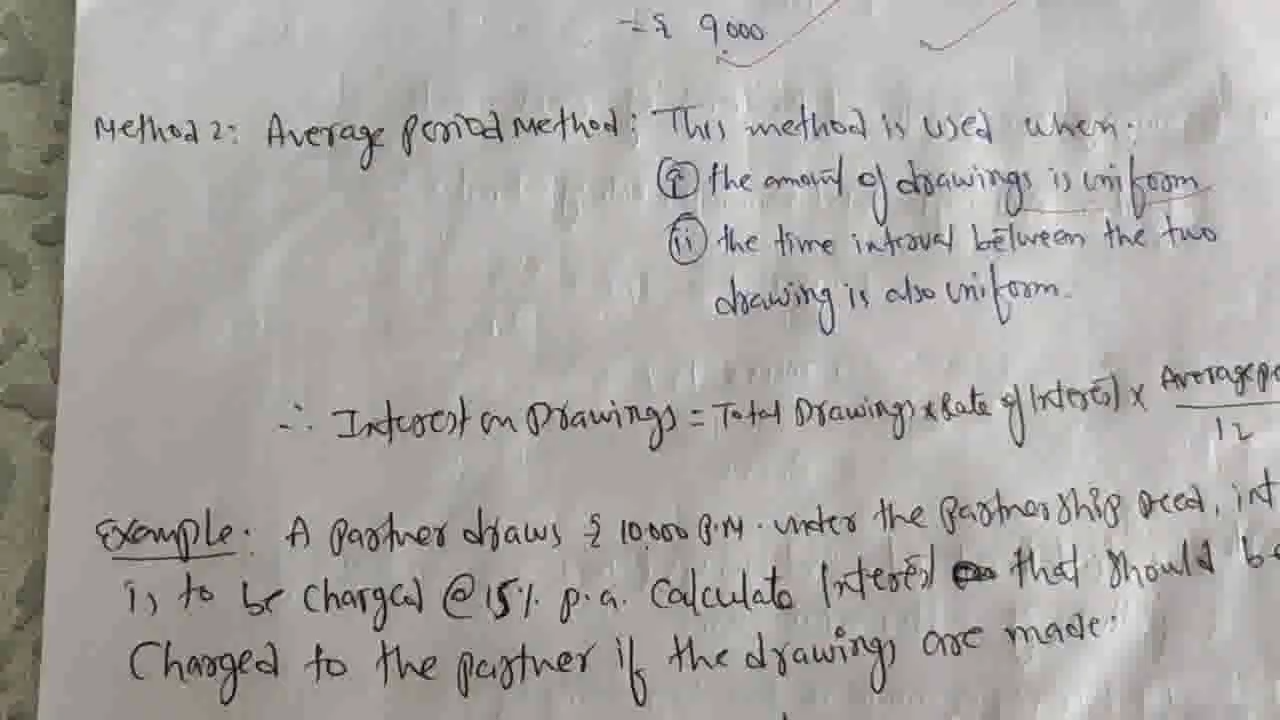 = ₹ 9000
Method 2: Average period Method: This method is used when:
(i) the amount of drawings is uniform
(ii) the time interval between the two
drawing is also uniform.
∴ Interest on Drawings = Total Drawings × Rate of Interest × Average pe
12
Example: A partner draws ₹ 10,000 P.M. under the partnership deed, int
is to be charged @ 15% p.a. Calculate Interest that should be
Charged to the partner if the drawings are made: